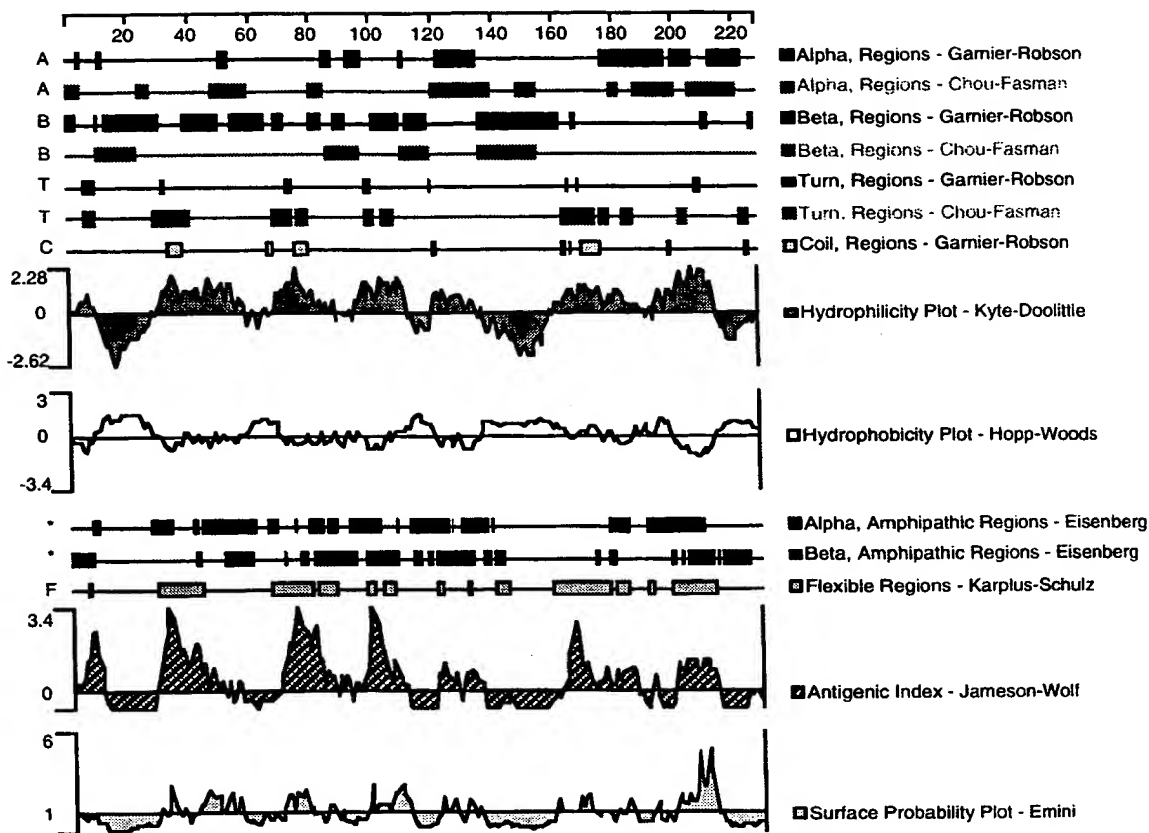 20 40 60 80 100 120 140 160 180 200 220
A Alpha, Regions - Garnier-Robson
A Alpha, Regions - Chou-Fasman
B Beta, Regions - Garnier-Robson
B Beta, Regions - Chou-Fasman
T Turn, Regions - Garnier-Robson
T Turn, Regions - Chou-Fasman
C Coil, Regions - Garnier-Robson
2.28
0 Hydrophilicity Plot - Kyte-Doolittle
-2.62
3
0 Hydrophobicity Plot - Hopp-Woods
-3.4
* Alpha, Amphipathic Regions - Eisenberg
* Beta, Amphipathic Regions - Eisenberg
F Flexible Regions - Karplus-Schulz
3.4
0 Antigenic Index - Jameson-Wolf
6
1 Surface Probability Plot - Emini